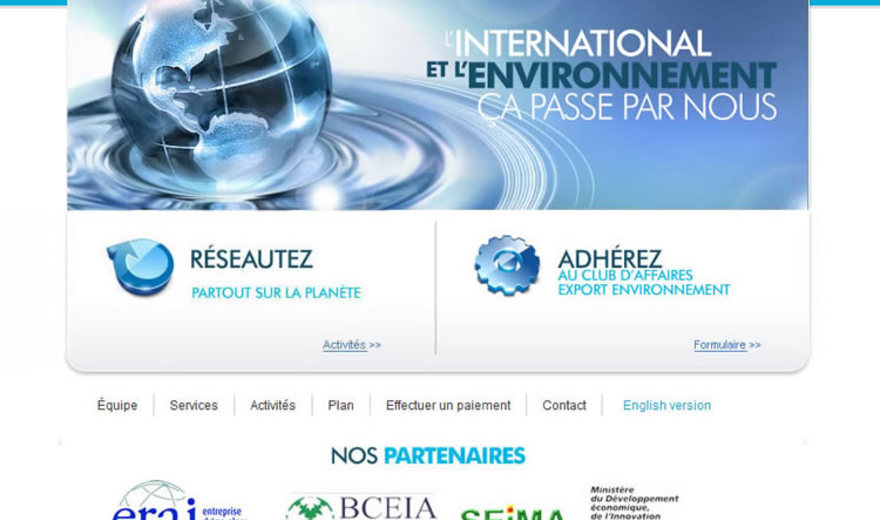 L'INTERNATIONAL
ET L'ENVIRONNEMENT
ÇA PASSE PAR NOUS
RÉSEAUTEZ
PARTOUT SUR LA PLANÈTE
Activités >>
ADHÉREZ
AU CLUB D'AFFAIRES
EXPORT ENVIRONNEMENT
Formulaire >>
Équipe Services Activités Plan Effectuer un paiement Contact English version
NOS PARTENAIRES
erai entreprise
BCEIA
SEiMA
Ministère
du Développement
économique,
de l'Innovation